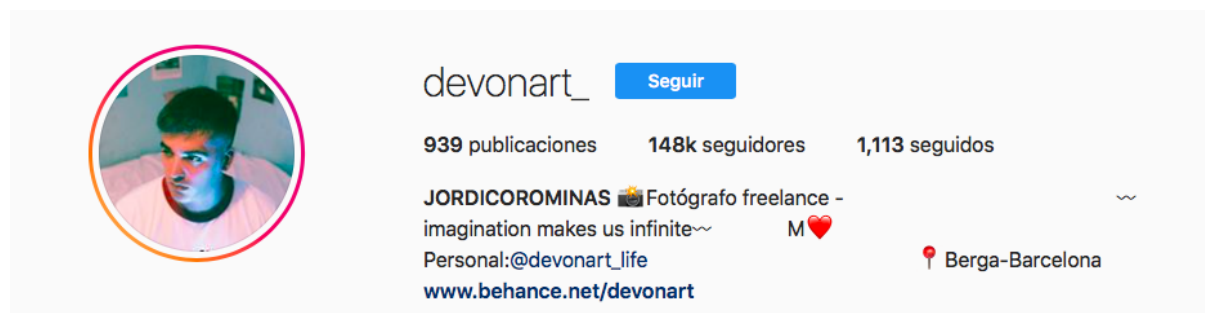 devonart_ Seguir
939 publicaciones 148k seguidores 1,113 seguidos
JORDICOROMINAS 📸Fotógrafo freelance - 〰
imagination makes us infinite〰 M❤️
Personal:@devonart_life 📍 Berga-Barcelona
www.behance.net/devonart